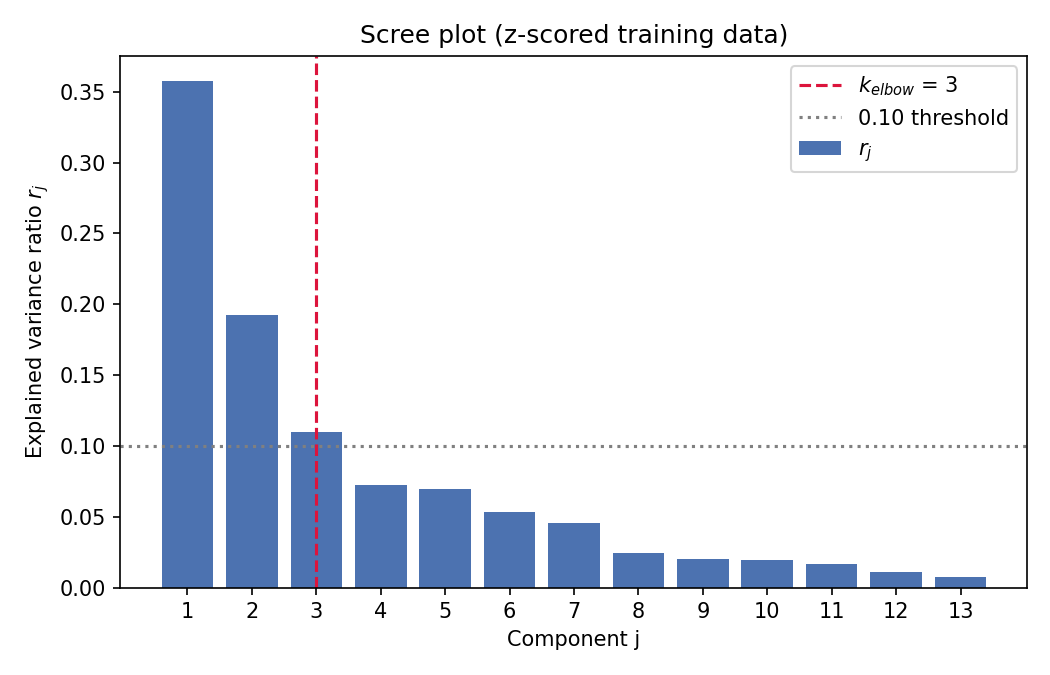 Scree plot (z-scored training data)
k_elbow = 3
0.10 threshold
r_j
Explained variance ratio r_j
0.35
0.30
0.25
0.20
0.15
0.10
0.05
0.00
1 2 3 4 5 6 7 8 9 10 11 12 13
Component j